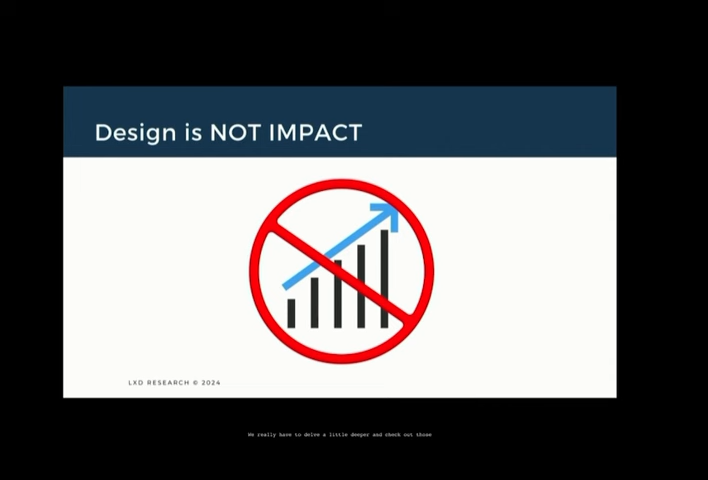 Design is NOT IMPACT
LXD RESEARCH © 2024
We really have to delve a little deeper and check out those